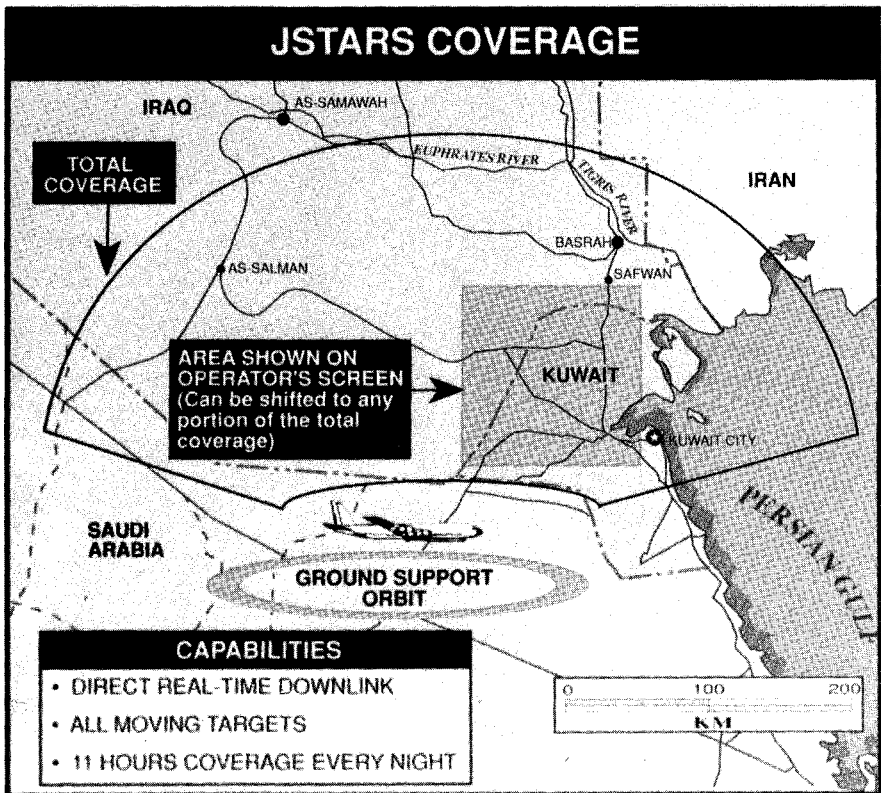 JSTARS COVERAGE
IRAQ
AS-SAMAWAH
TOTAL
COVERAGE
EUPHRATES RIVER
TIGRIS RIVER
IRAN
BASRAH
AS-SALMAN
SAFWAN
AREA SHOWN ON
OPERATOR'S SCREEN
(Can be shifted to any
portion of the total
coverage)
KUWAIT
KUWAIT CITY
PERSIAN GULF
SAUDI
ARABIA
GROUND SUPPORT
ORBIT
CAPABILITIES
• DIRECT REAL-TIME DOWNLINK
• ALL MOVING TARGETS
• 11 HOURS COVERAGE EVERY NIGHT
0 100 200
KM